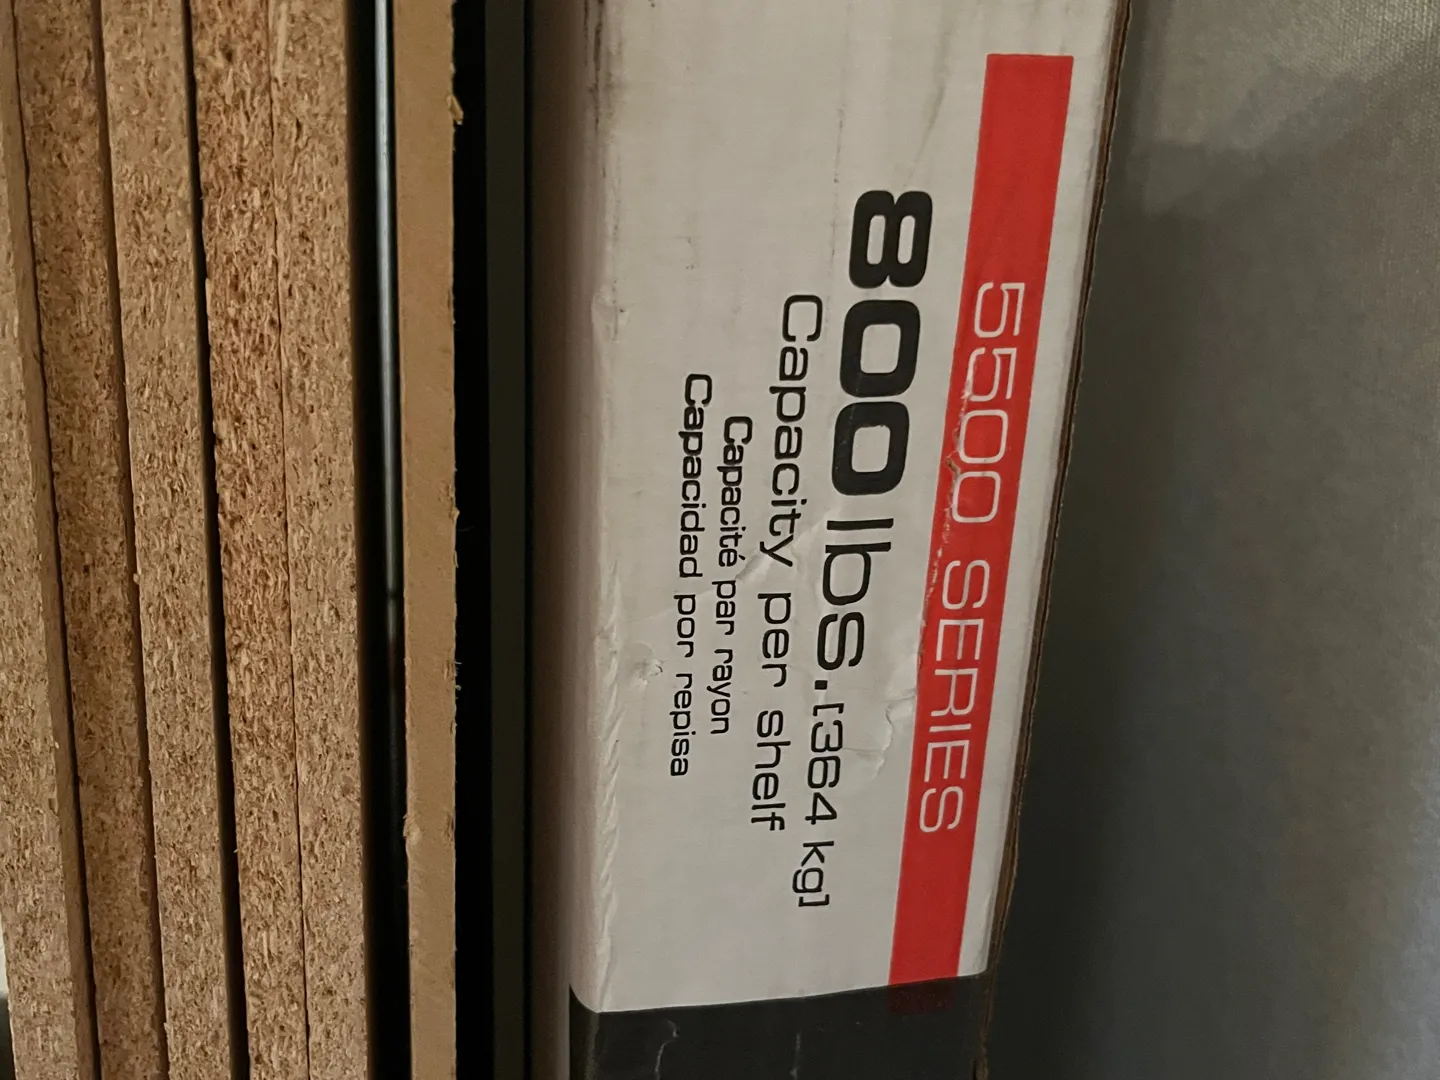 5500 SERIES
800 lbs. [364 kg]
Capacity per shelf
Capacité par rayon
Capacidad por repisa